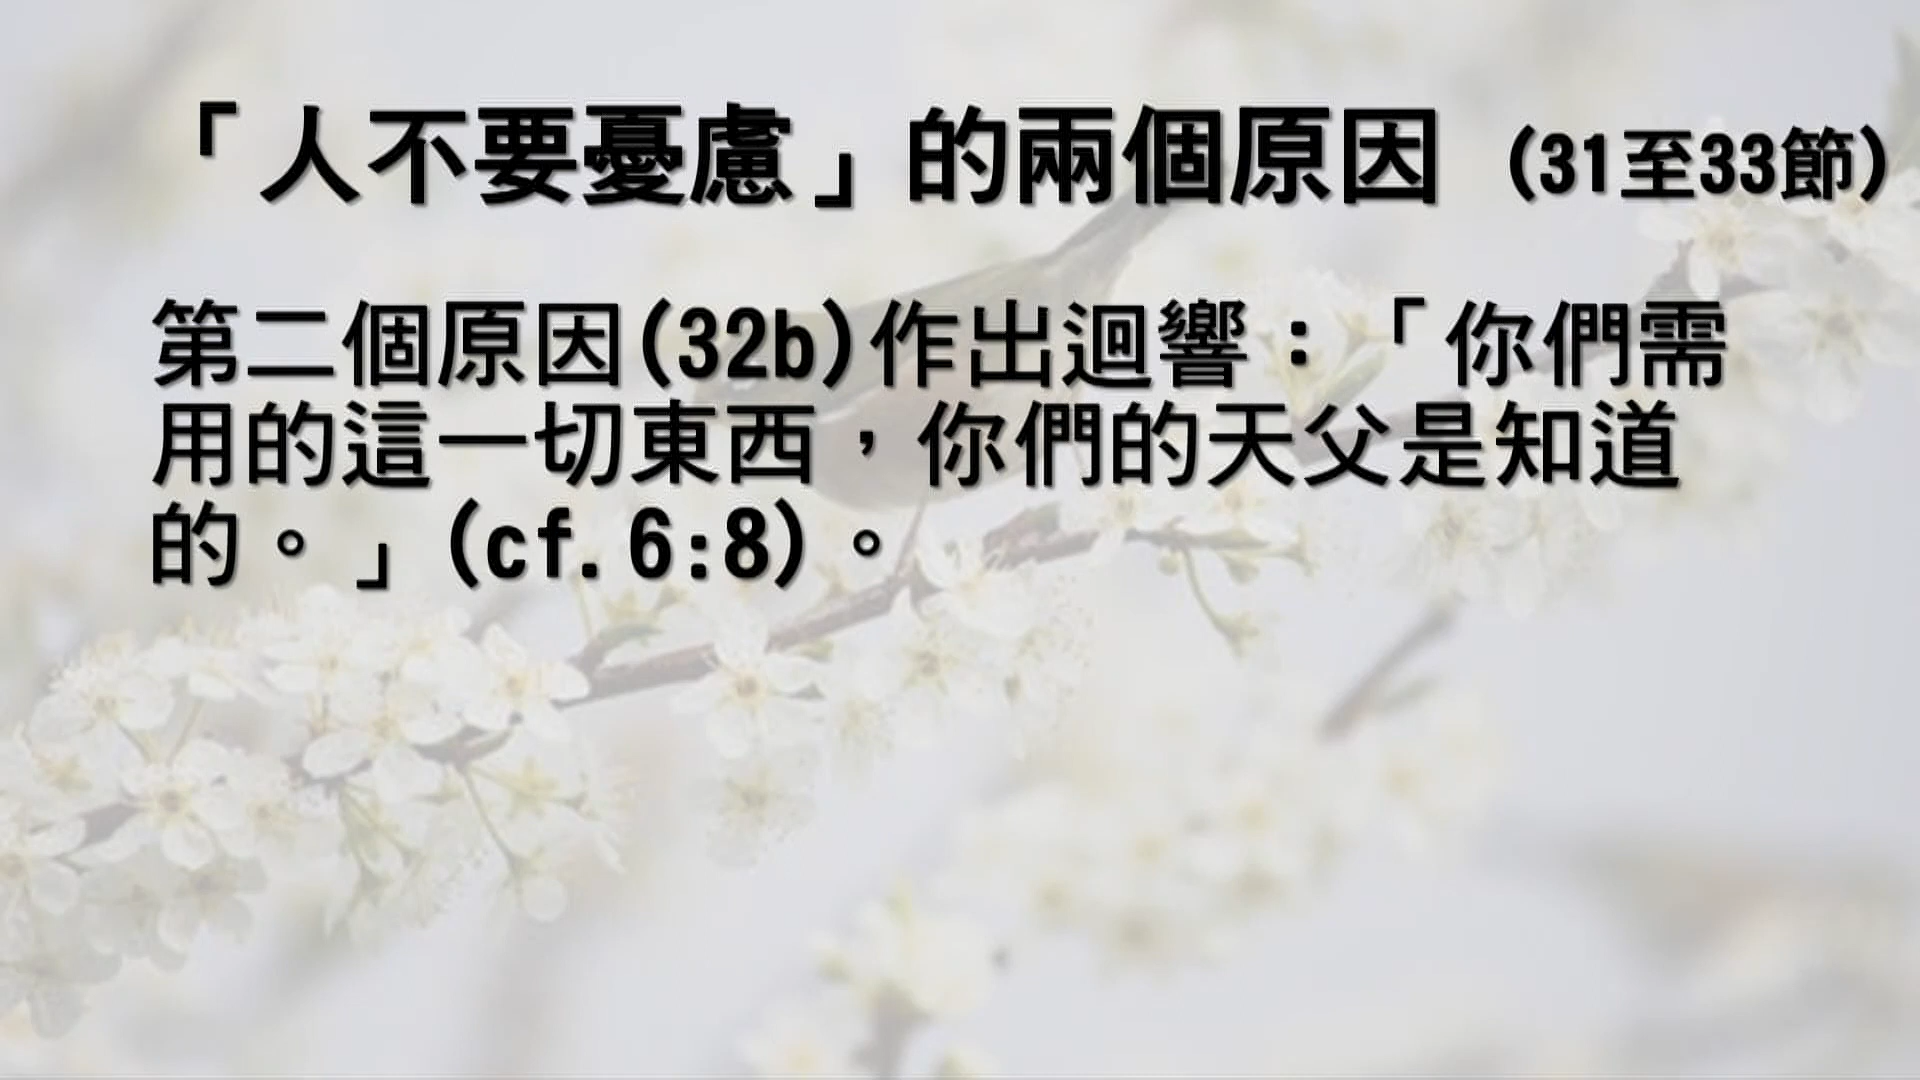 「人不要憂慮」的兩個原因 (31至33節)
第二個原因(32b)作出迴響：「你們需
用的這一切東西，你們的天父是知道
的。」(cf.6:8)。